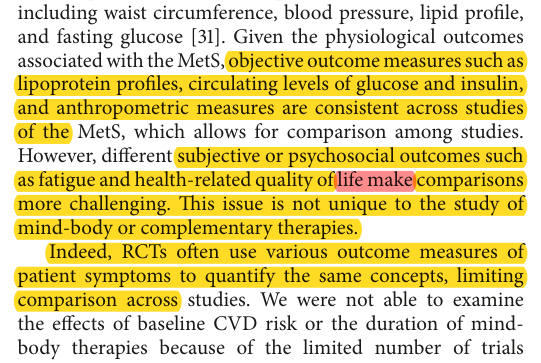 including waist circumference, blood pressure, lipid profile,
and fasting glucose [31]. Given the physiological outcomes
associated with the MetS, objective outcome measures such as
lipoprotein profiles, circulating levels of glucose and insulin,
and anthropometric measures are consistent across studies
of the MetS, which allows for comparison among studies.
However, different subjective or psychosocial outcomes such
as fatigue and health-related quality of life make comparisons
more challenging. This issue is not unique to the study of
mind-body or complementary therapies.
Indeed, RCTs often use various outcome measures of
patient symptoms to quantify the same concepts, limiting
comparison across studies. We were not able to examine
the effects of baseline CVD risk or the duration of mind-
body therapies because of the limited number of trials